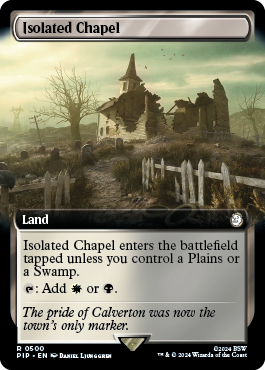 Isolated Chapel
Land
Isolated Chapel enters the battlefield
tapped unless you control a Plains or
a Swamp.
: Add or .
The pride of Calverton was now the
town's only marker.
R 0500
PIP • EN Daniel Ljunggren
©2024 BSW
™ & © 2024 Wizards of the Coast